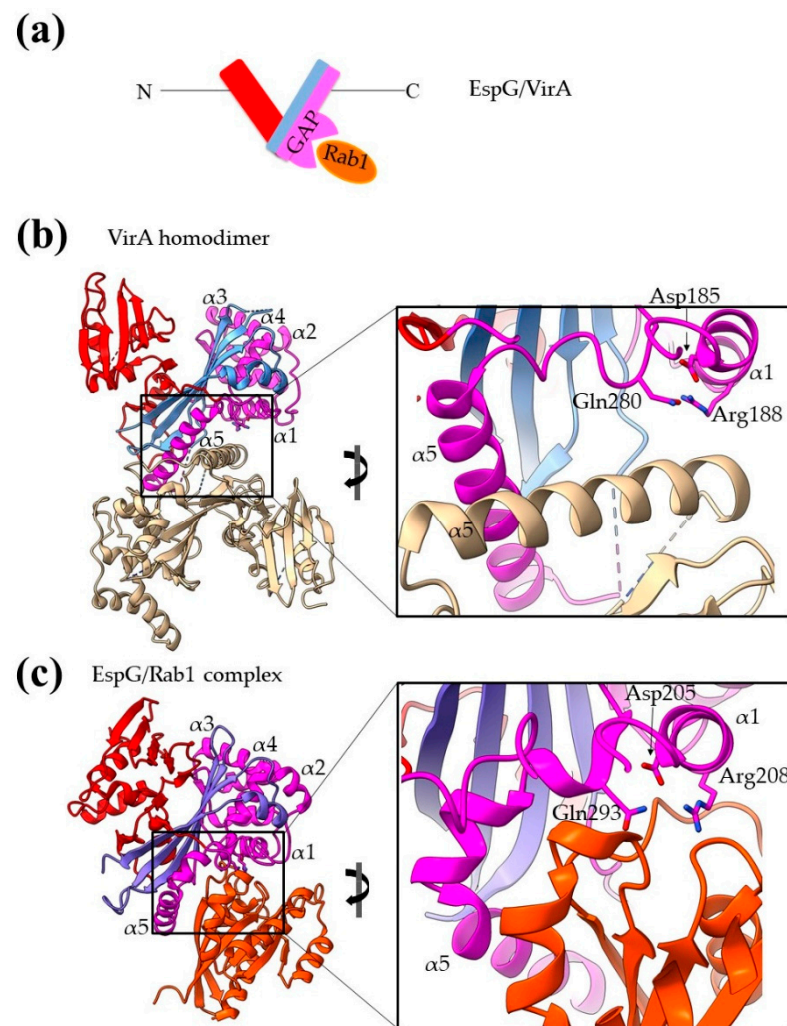 (a)
N
C
EspG/VirA
GAP
Rab1
(b)
VirA homodimer
α3
α4
α2
α1
α5
Asp185
α1
Gln280
Arg188
α5
α5
(c)
EspG/Rab1 complex
α3
α4
α2
α1
α5
Asp205
α1
Arg208
Gln293
α5